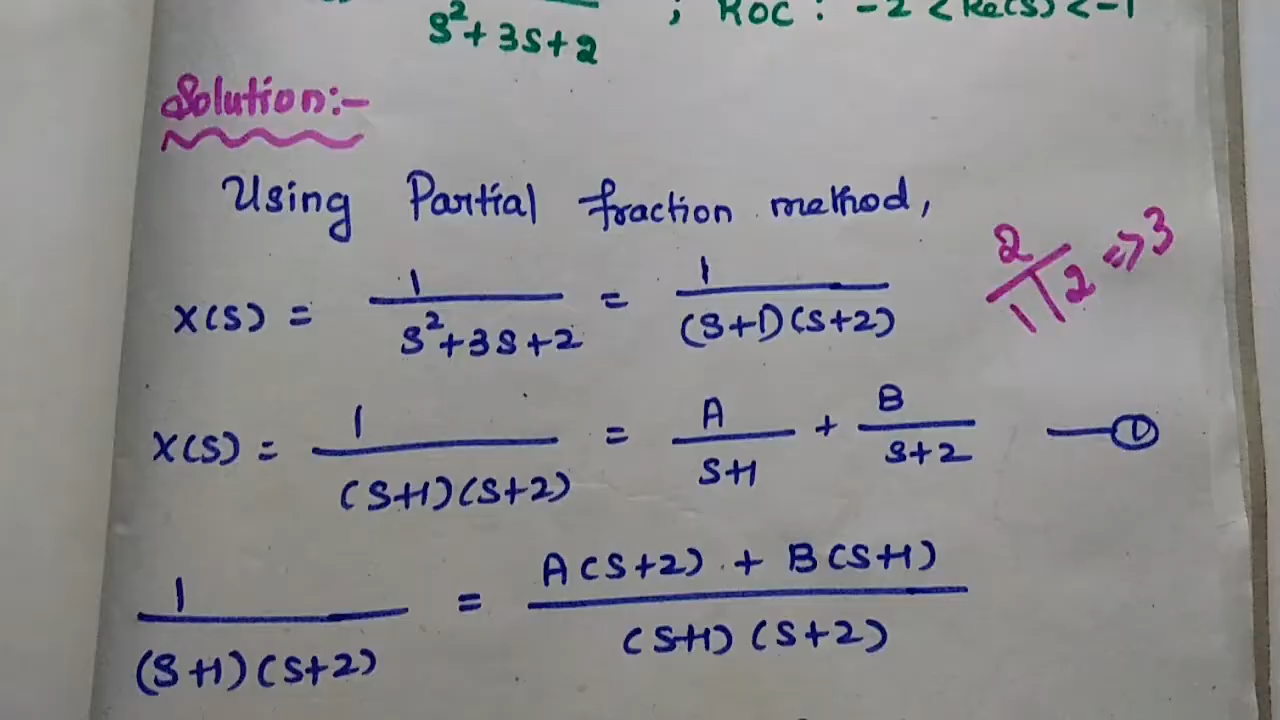 s²+3s+2 ; ROC : -2 < Re(s) < -1
Solution:-
Using Partial fraction method,
X(S) = 1/(s²+3s+2) = 1/((s+1)(s+2))
2
1 | 2 => 3
X(S) = 1/((s+1)(s+2)) = A/(s+1) + B/(s+2) — ①
1/((s+1)(s+2)) = (A(s+2) + B(s+1))/((s+1)(s+2))